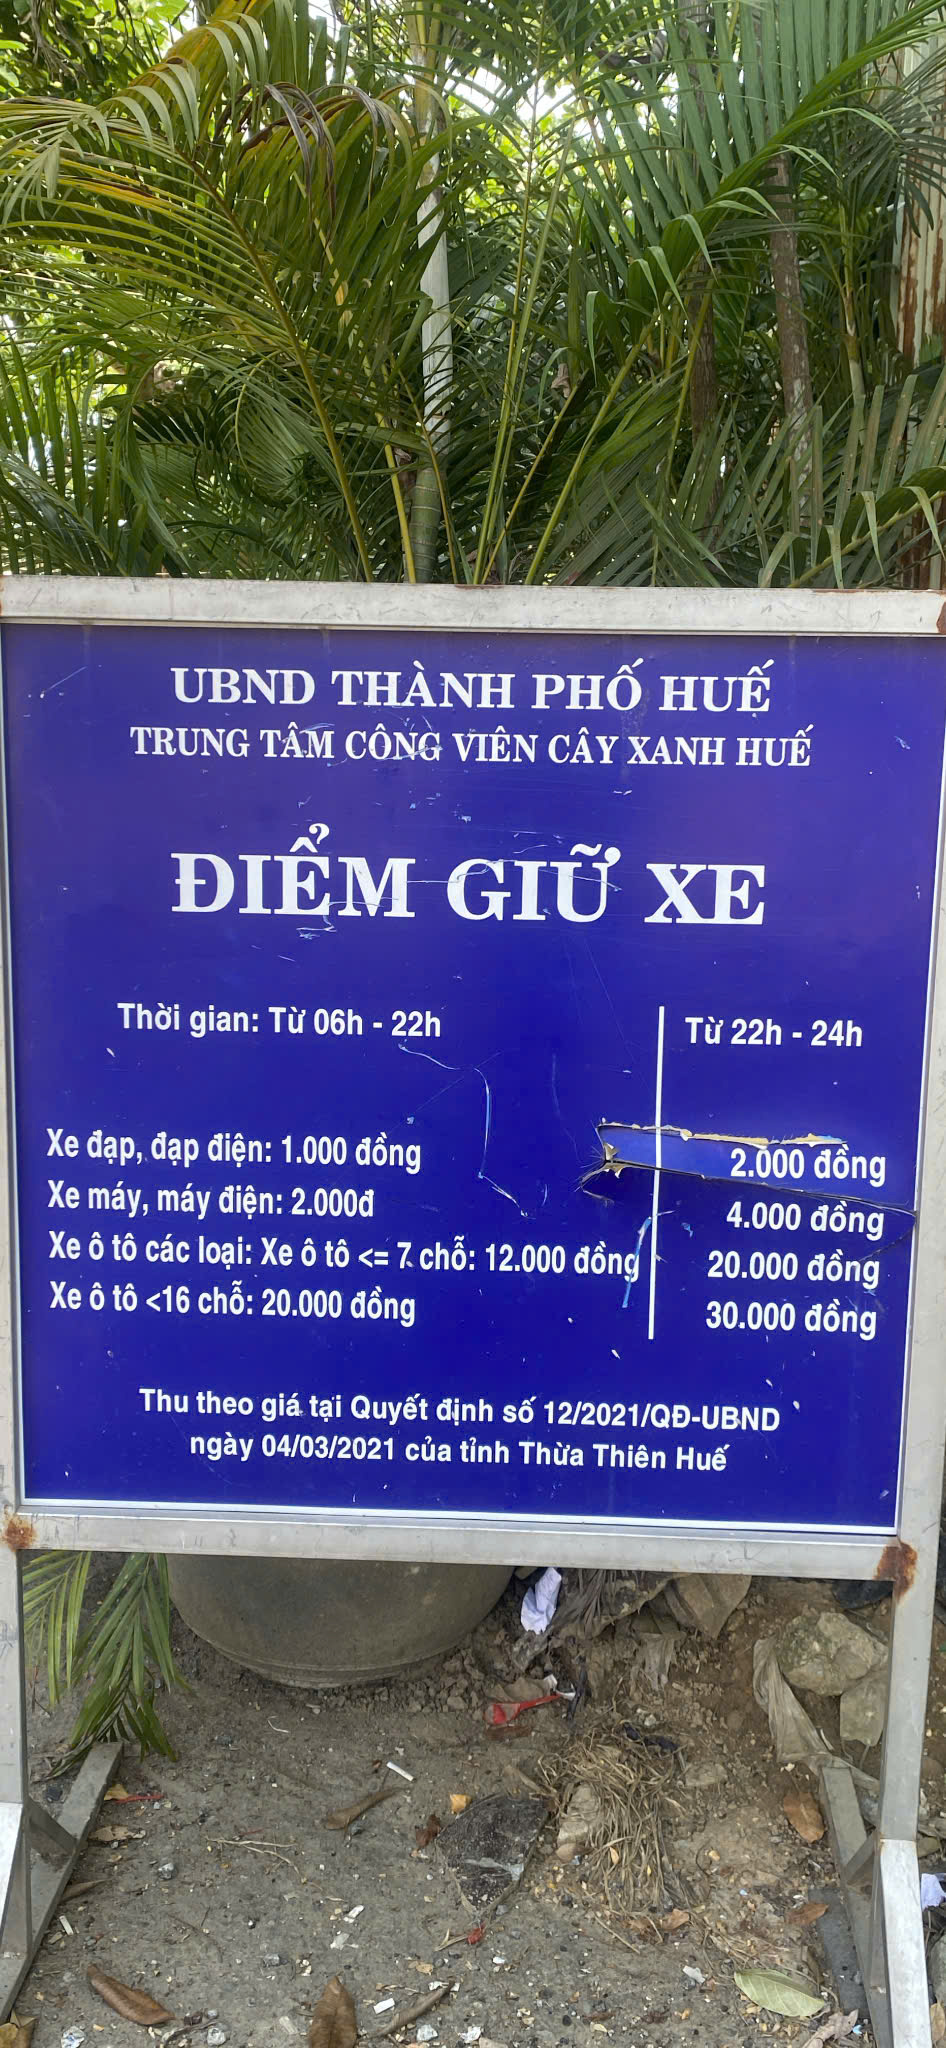 UBND THÀNH PHỐ HUẾ
TRUNG TÂM CÔNG VIÊN CÂY XANH HUẾ
ĐIỂM GIỮ XE
Thời gian: Từ 06h - 22h Từ 22h - 24h
Xe đạp, đạp điện: 1.000 đồng 2.000 đồng
Xe máy, máy điện: 2.000đ 4.000 đồng
Xe ô tô các loại: Xe ô tô <= 7 chỗ: 12.000 đồng 20.000 đồng
Xe ô tô <16 chỗ: 20.000 đồng 30.000 đồng
Thu theo giá tại Quyết định số 12/2021/QĐ-UBND
ngày 04/03/2021 của tỉnh Thừa Thiên Huế